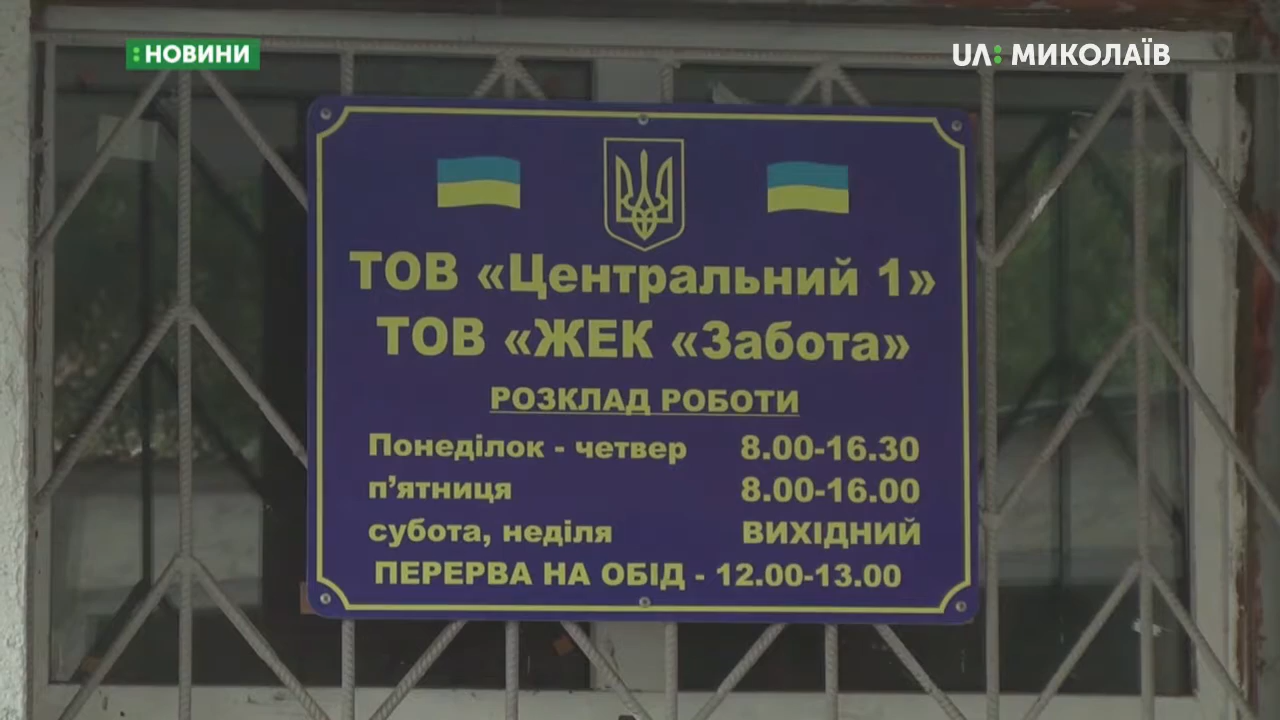 :НОВИНИ
UA: МИКОЛАЇВ
ТОВ «Центральний 1»
ТОВ «ЖЕК «Забота»
РОЗКЛАД РОБОТИ
Понеділок - четвер 8.00-16.30
п’ятниця 8.00-16.00
субота, неділя ВИХІДНИЙ
ПЕРЕРВА НА ОБІД - 12.00-13.00